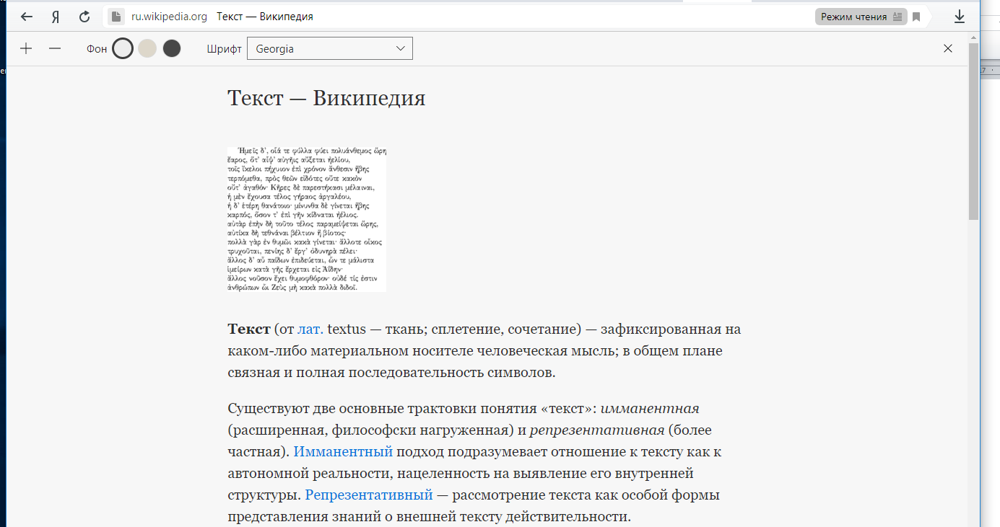 Я ru.wikipedia.org Текст — Википедия Режим чтения
Фон Шрифт Georgia
Текст — Википедия
Ἡμεῖς δ', οἷά τε φύλλα φύει πολυάνθεμος ὥρη
ἔαρος, ὅτ' αἶψ' αὐγῆις αὔξεται ἠελίου,
τοῖς ἴκελοι πήχυιον ἐπὶ χρόνον ἄνθεσιν ἥβης
τερπόμεθα, πρὸς θεῶν εἰδότες οὔτε κακὸν
οὔτ' ἀγαθόν· Κῆρες δὲ παρεστήκασι μέλαιναι,
ἡ μὲν ἔχουσα τέλος γήραος ἀργαλέου,
ἡ δ' ἑτέρη θανάτοιο· μίνυνθα δὲ γίνεται ἥβης
καρπός, ὅσον τ' ἐπὶ γῆν κίδναται ἠέλιος.
αὐτὰρ ἐπὴν δὴ τοῦτο τέλος παραμείψεται ὥρης,
αὐτίκα δὴ τεθνάναι βέλτιον ἢ βίοτος·
πολλὰ γὰρ ἐν θυμῶι κακὰ γίνεται· ἄλλοτε οἶκος
τρυχοῦται, πενίης δ' ἔργ' ὀδυνηρὰ πέλει·
ἄλλος δ' αὖ παίδων ἐπιδεύεται, ὧν τε μάλιστα
ἱμείρων κατὰ γῆς ἔρχεται εἰς Ἀΐδην·
ἄλλος νοῦσον ἔχει θυμοφθόρον· οὐδέ τίς ἐστιν
ἀνθρώπων ὧι Ζεὺς μὴ κακὰ πολλὰ διδοῖ.
Текст (от лат. textus — ткань; сплетение, сочетание) — зафиксированная на
каком-либо материальном носителе человеческая мысль; в общем плане
связная и полная последовательность символов.
Существуют две основные трактовки понятия «текст»: имманентная
(расширенная, философски нагруженная) и репрезентативная (более
частная). Имманентный подход подразумевает отношение к тексту как к
автономной реальности, нацеленность на выявление его внутренней
структуры. Репрезентативный — рассмотрение текста как особой формы
представления знаний о внешней тексту действительности.